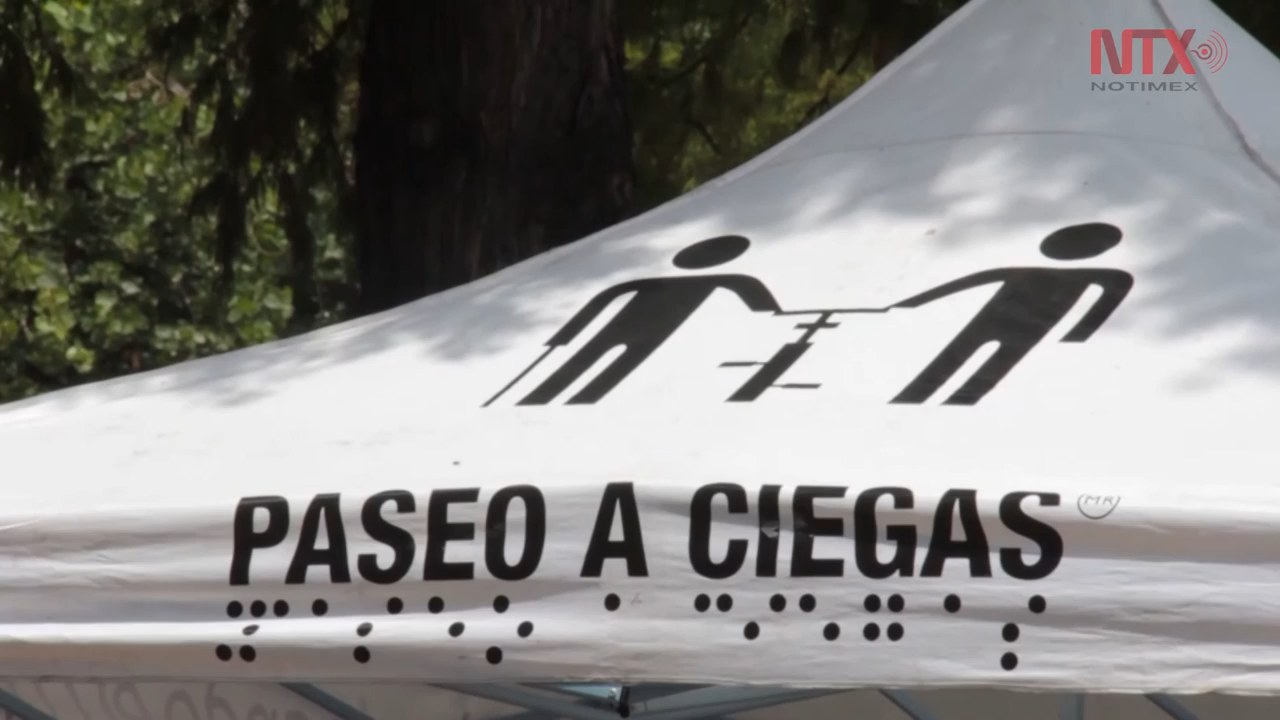 NTX
NOTIMEX
PASEO A CIEGAS MR
⠨⠏⠁⠎⠑⠕ ⠁ ⠉⠊⠑⠛⠁⠎